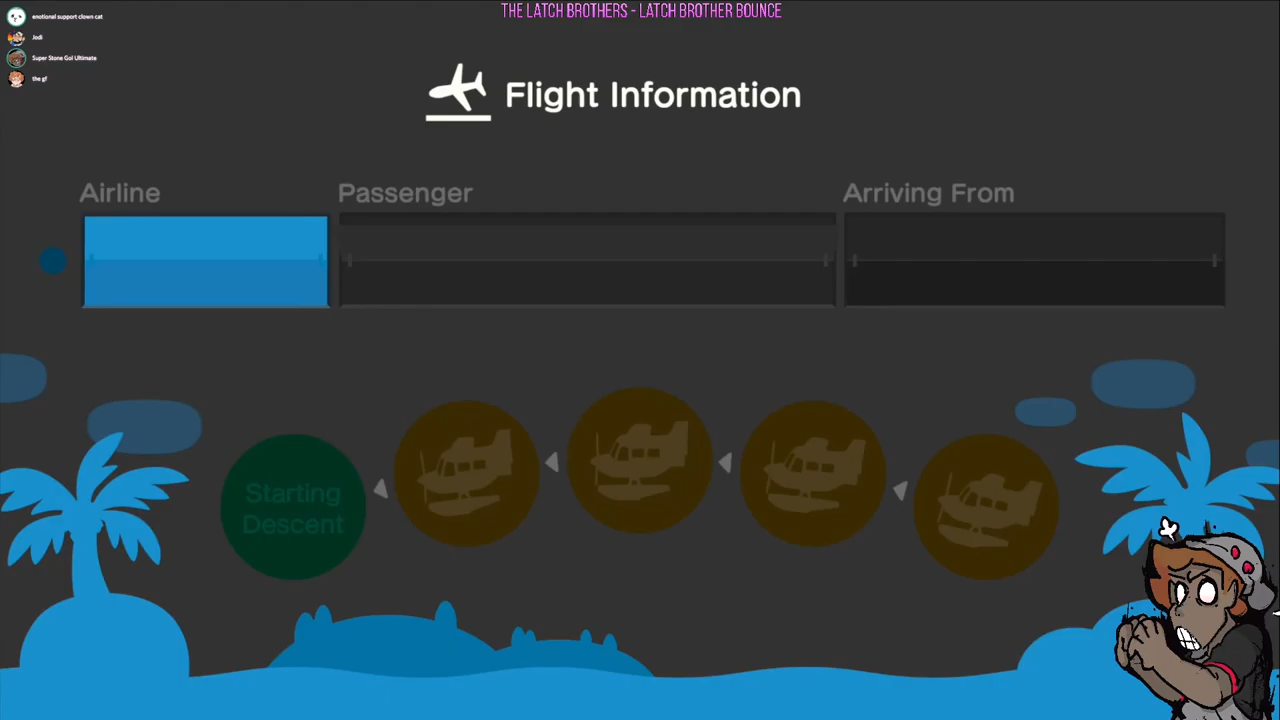 THE LATCH BROTHERS - LATCH BROTHER BOUNCE
enotional support clown cat
Jodi
Super Stone Gol Ultimate
the gf
Flight Information
Airline
Passenger
Arriving From
Starting
Descent